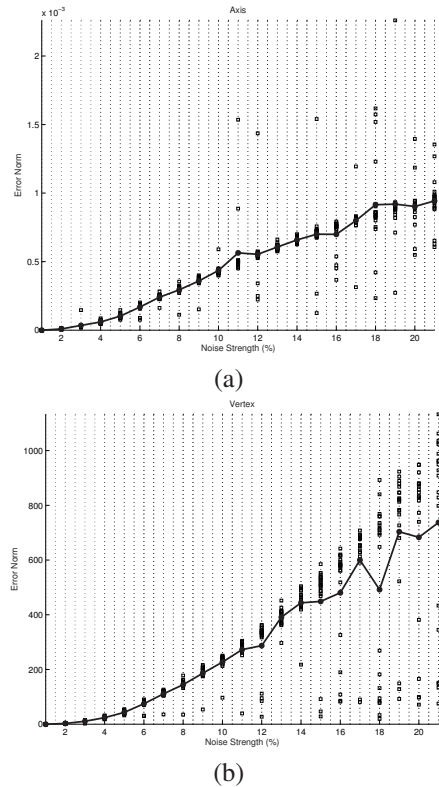 Axis
x 10⁻³
2
1.5
1
0.5
0
Error Norm
2 4 6 8 10 12 14 16 18 20
Noise Strength (%)
(a)
Vertex
1000
800
600
400
200
0
Error Norm
2 4 6 8 10 12 14 16 18 20
Noise Strength (%)
(b)